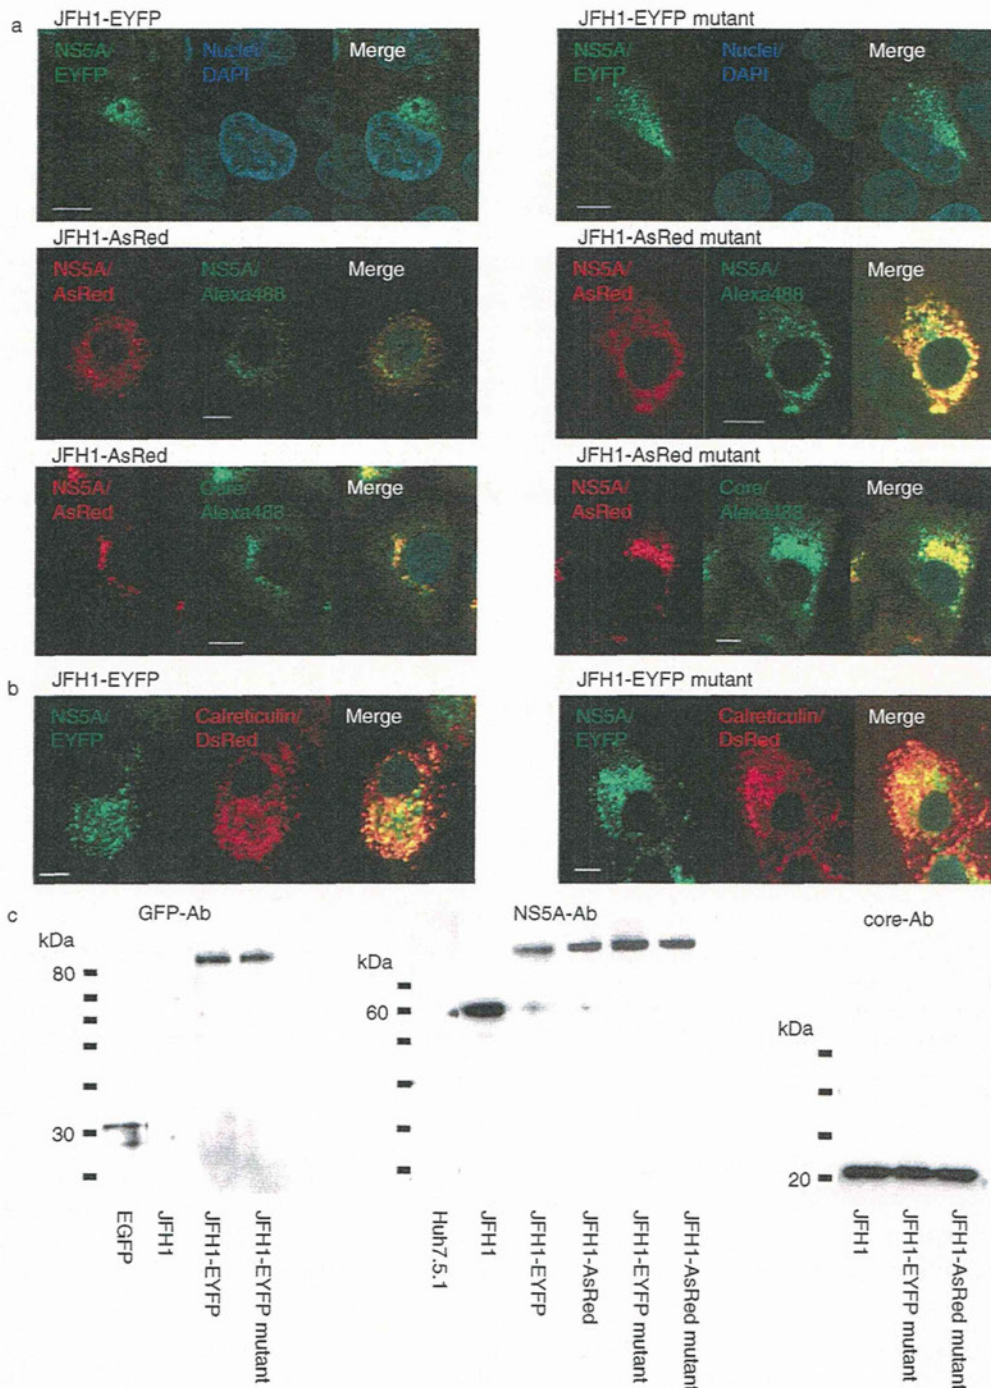 a
JFH1-EYFP
JFH1-EYFP mutant
NS5A/
EYFP
Nuclei/
DAPI
Merge
NS5A/
EYFP
Nuclei/
DAPI
Merge
JFH1-AsRed
JFH1-AsRed mutant
NS5A/
AsRed
NS5A/
Alexa488
Merge
NS5A/
AsRed
NS5A/
Alexa488
Merge
JFH1-AsRed
JFH1-AsRed mutant
NS5A/
AsRed
Core/
Alexa488
Merge
NS5A/
AsRed
Core/
Alexa488
Merge
b
JFH1-EYFP
JFH1-EYFP mutant
NS5A/
EYFP
Calreticulin/
DsRed
Merge
NS5A/
EYFP
Calreticulin/
DsRed
Merge
c
GFP-Ab
kDa
80
30
EGFP
JFH1
JFH1-EYFP
JFH1-EYFP mutant
NS5A-Ab
kDa
60
Huh7.5.1
JFH1
JFH1-EYFP
JFH1-AsRed
JFH1-EYFP mutant
JFH1-AsRed mutant
core-Ab
kDa
20
JFH1
JFH1-EYFP mutant
JFH1-AsRed mutant